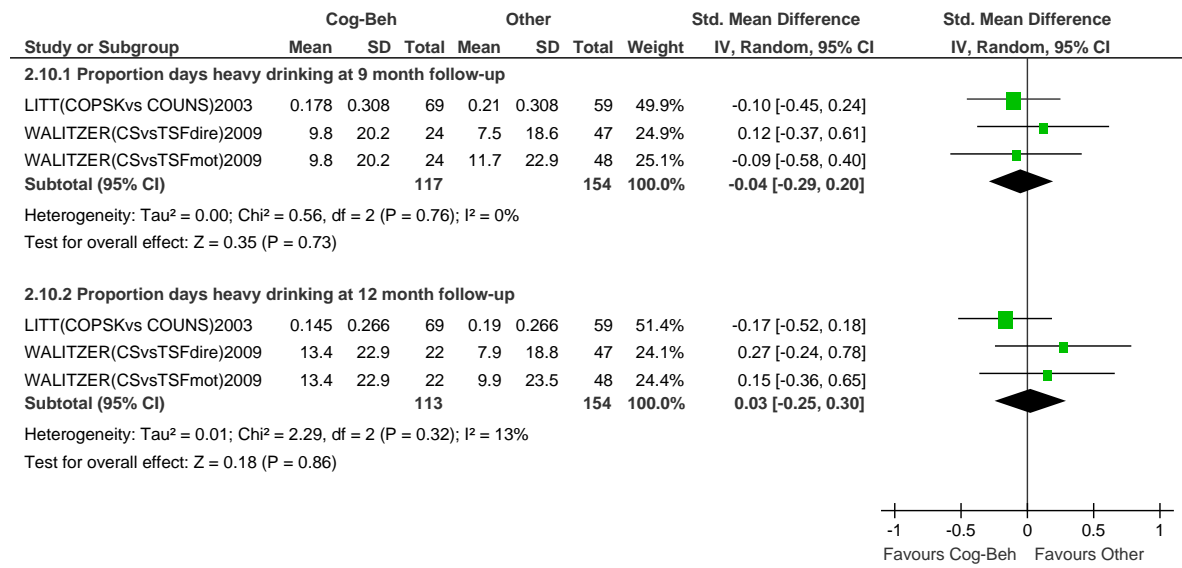 Cog-Beh Other Std. Mean Difference Std. Mean Difference
Study or Subgroup Mean SD Total Mean SD Total Weight IV, Random, 95% CI IV, Random, 95% CI
2.10.1 Proportion days heavy drinking at 9 month follow-up
LITT(COPSKvs COUNS)2003 0.178 0.308 69 0.21 0.308 59 49.9% -0.10 [-0.45, 0.24]
WALITZER(CSvsTSFdire)2009 9.8 20.2 24 7.5 18.6 47 24.9% 0.12 [-0.37, 0.61]
WALITZER(CSvsTSFmot)2009 9.8 20.2 24 11.7 22.9 48 25.1% -0.09 [-0.58, 0.40]
Subtotal (95% CI) 117 154 100.0% -0.04 [-0.29, 0.20]
Heterogeneity: Tau² = 0.00; Chi² = 0.56, df = 2 (P = 0.76); I² = 0%
Test for overall effect: Z = 0.35 (P = 0.73)
2.10.2 Proportion days heavy drinking at 12 month follow-up
LITT(COPSKvs COUNS)2003 0.145 0.266 69 0.19 0.266 59 51.4% -0.17 [-0.52, 0.18]
WALITZER(CSvsTSFdire)2009 13.4 22.9 22 7.9 18.8 47 24.1% 0.27 [-0.24, 0.78]
WALITZER(CSvsTSFmot)2009 13.4 22.9 22 9.9 23.5 48 24.4% 0.15 [-0.36, 0.65]
Subtotal (95% CI) 113 154 100.0% 0.03 [-0.25, 0.30]
Heterogeneity: Tau² = 0.01; Chi² = 2.29, df = 2 (P = 0.32); I² = 13%
Test for overall effect: Z = 0.18 (P = 0.86)
-1 -0.5 0 0.5 1
Favours Cog-Beh Favours Other